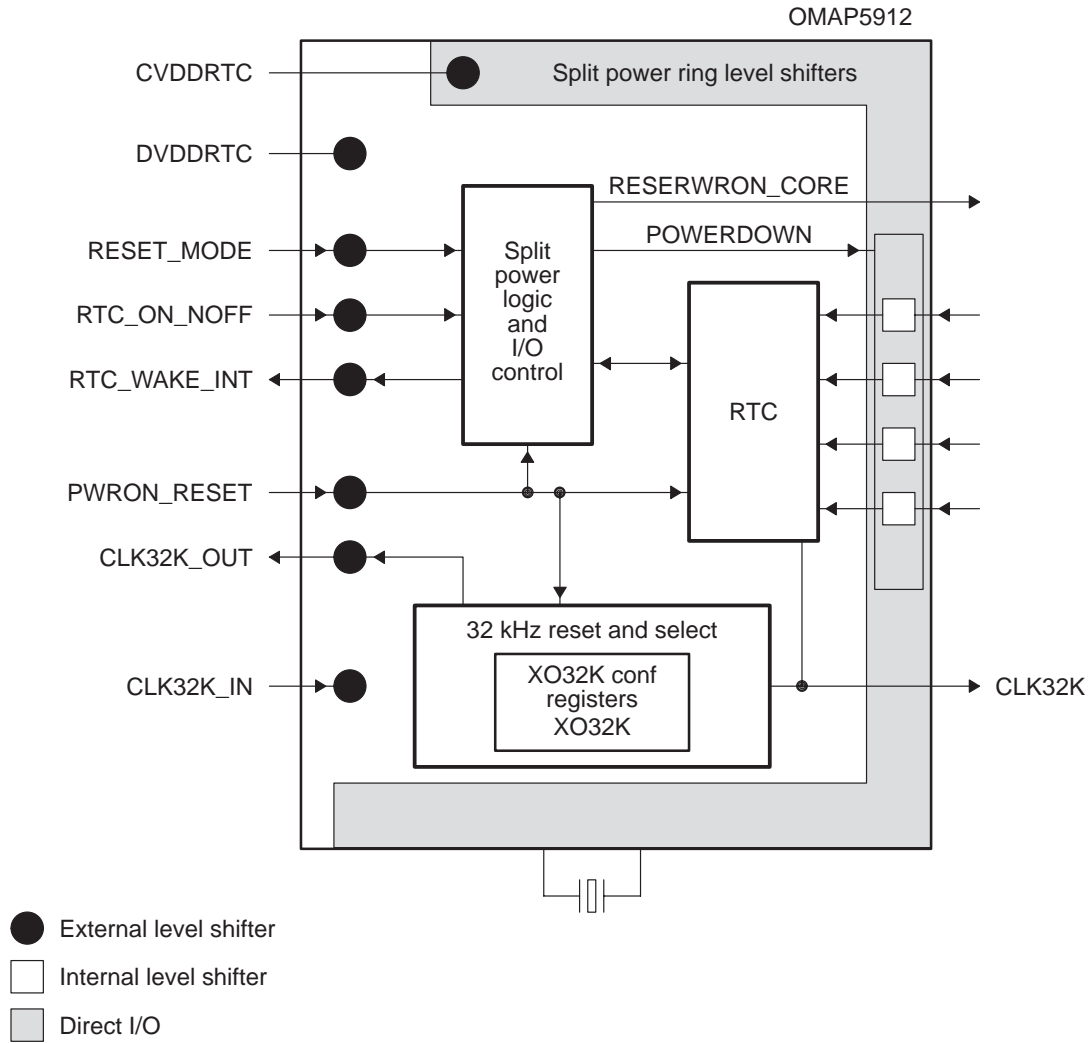 OMAP5912
CVDDRTC
Split power ring level shifters
DVDDRTC
RESERWRON_CORE
RESET_MODE
POWERDOWN
Split
power
logic
and
I/O
control
RTC_ON_NOFF
RTC_WAKE_INT
RTC
PWRON_RESET
CLK32K_OUT
32 kHz reset and select
XO32K conf
registers
XO32K
CLK32K_IN
CLK32K
External level shifter
Internal level shifter
Direct I/O